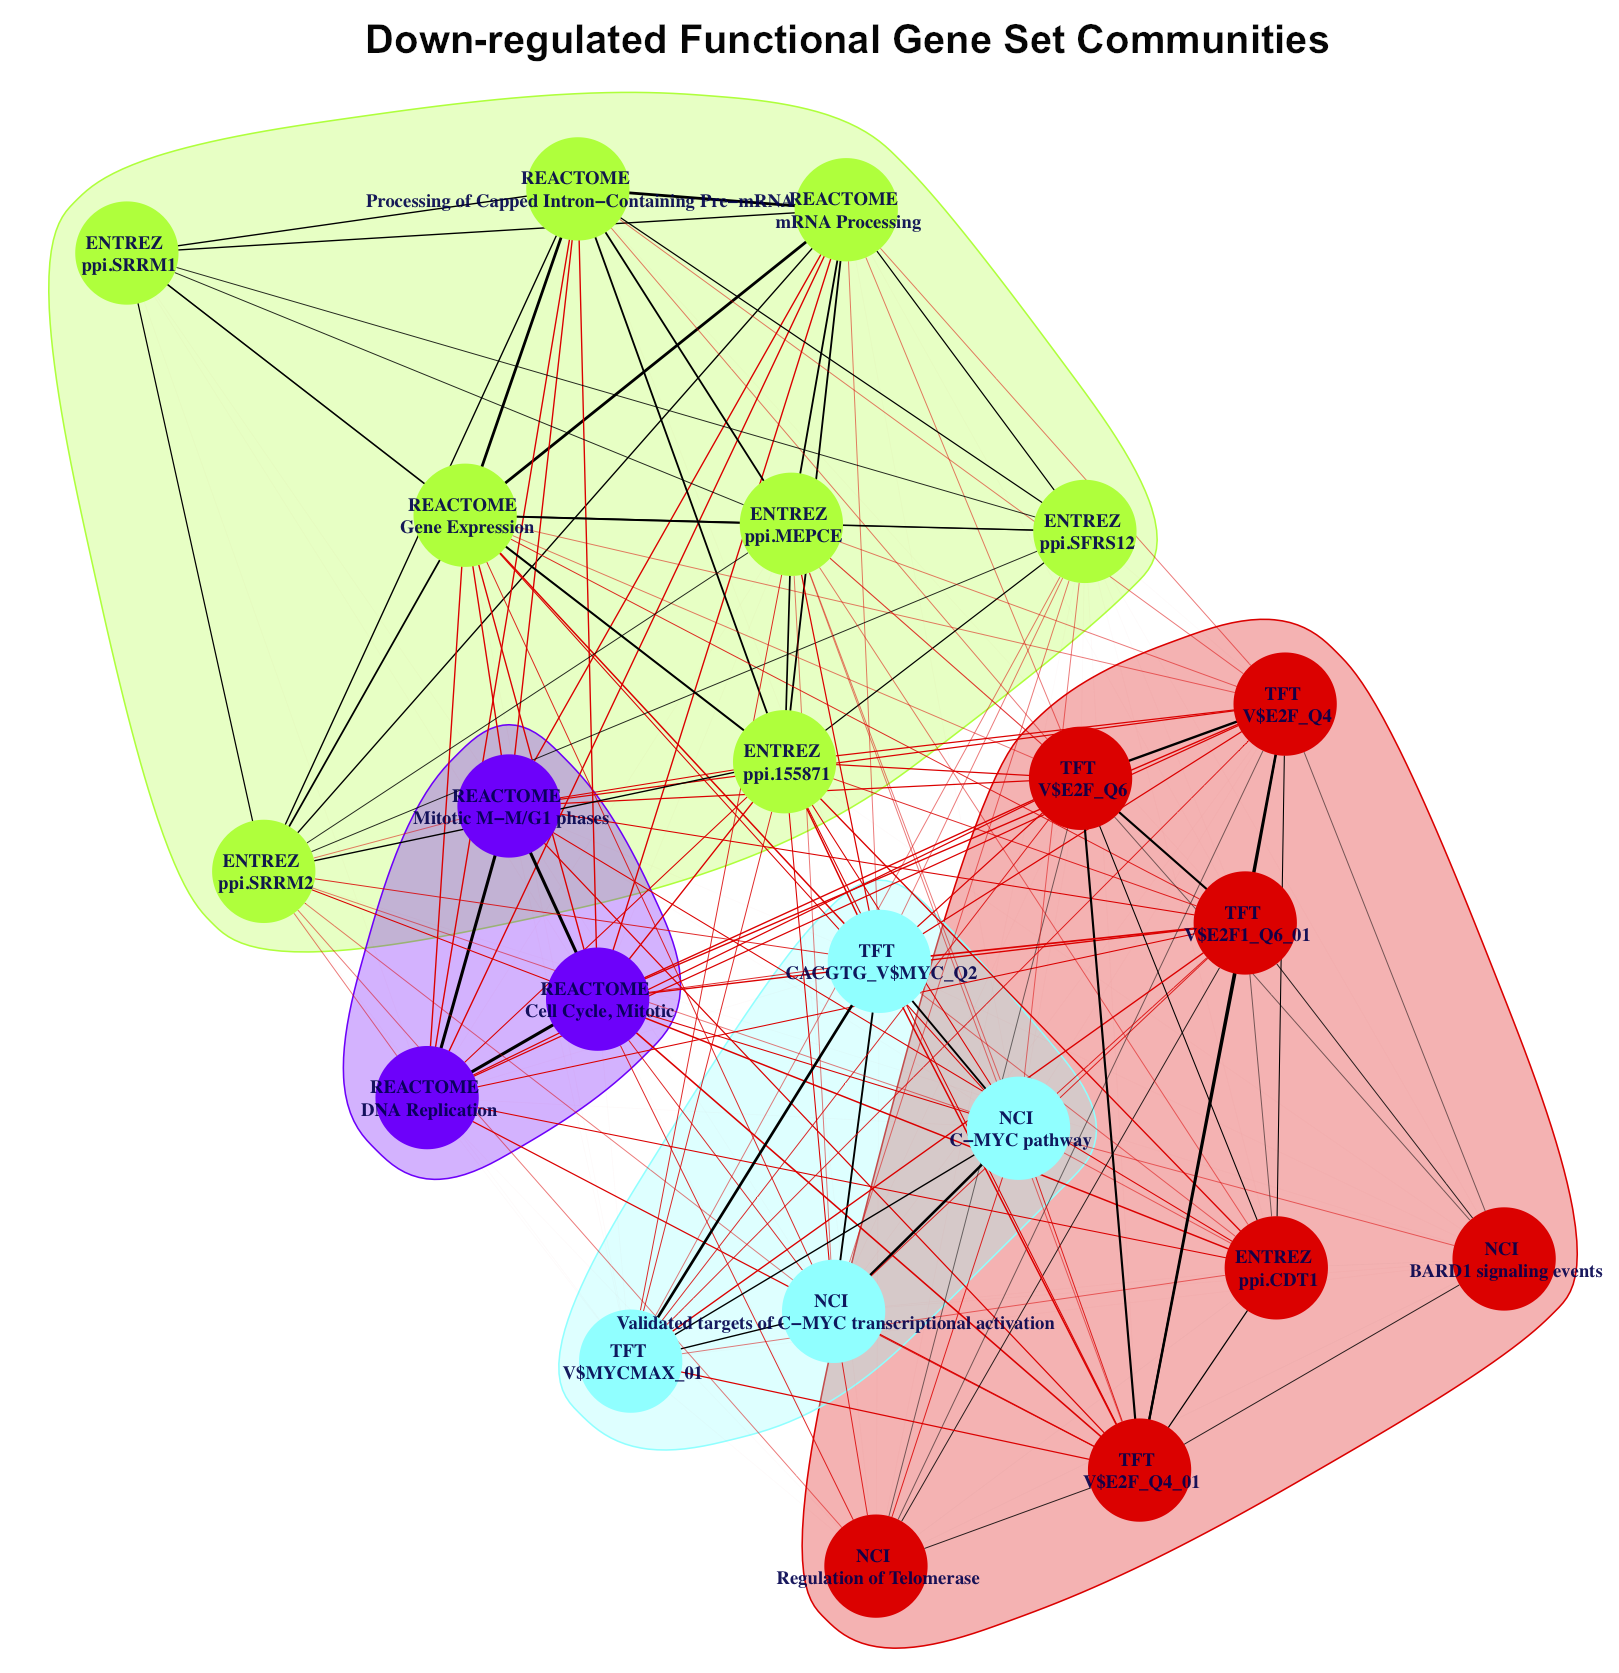 Down-regulated Functional Gene Set Communities
REACTOME
Processing of Capped Intron−Containing Pre−mRNA
REACTOME
mRNA Processing
ENTREZ
ppi.SRRM1
REACTOME
Gene Expression
ENTREZ
ppi.MEPCE
ENTREZ
ppi.SFRS12
TFT
V$E2F_Q4
ENTREZ
ppi.155871
TFT
V$E2F_Q6
REACTOME
Mitotic M−M/G1 phases
ENTREZ
ppi.SRRM2
TFT
V$E2F1_Q6_01
TFT
CACGTG_V$MYC_Q2
REACTOME
Cell Cycle, Mitotic
REACTOME
DNA Replication
NCI
C−MYC pathway
ENTREZ
ppi.CDT1
NCI
BARD1 signaling events
NCI
Validated targets of C−MYC transcriptional activation
TFT
V$MYCMAX_01
TFT
V$E2F_Q4_01
NCI
Regulation of Telomerase